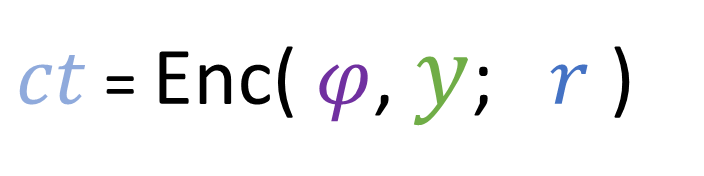 ct = Enc( φ, y; r )